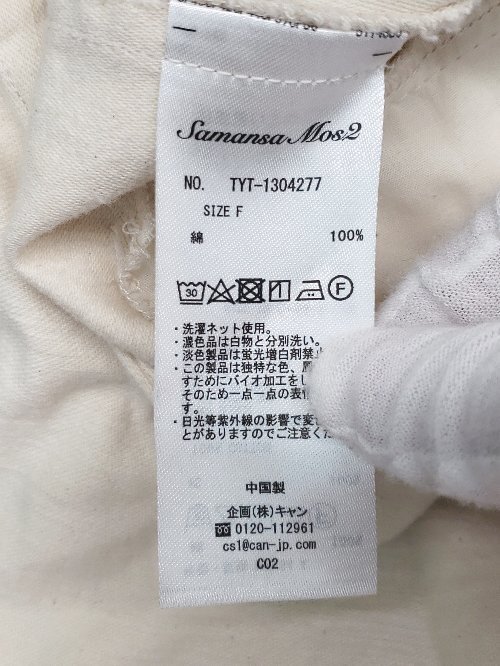 Samansa Mos2
NO. TYT-1304277
SIZE F
綿 100%
30 F
・洗濯ネット使用。
・濃色品は白物と分別洗い。
・淡色製品は蛍光増白剤禁止
・この製品は独特な色、
すためにバイオ加工をし
そのため一点一点の表情
す。
・日光等紫外線の影響で変
とがありますのでご注意く
中国製
企画(株)キャン
0120-112961
cs1@can-jp.com
C02